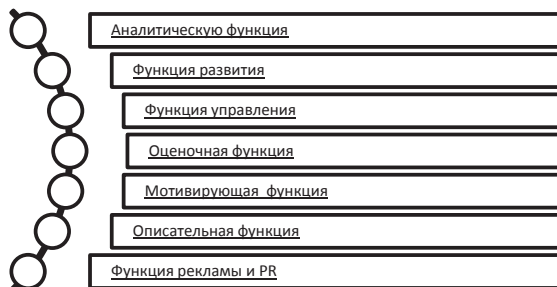 Аналитическую функция
Функция развития
Функция управления
Оценочная функция
Мотивирующая функция
Описательная функция
Функция рекламы и PR